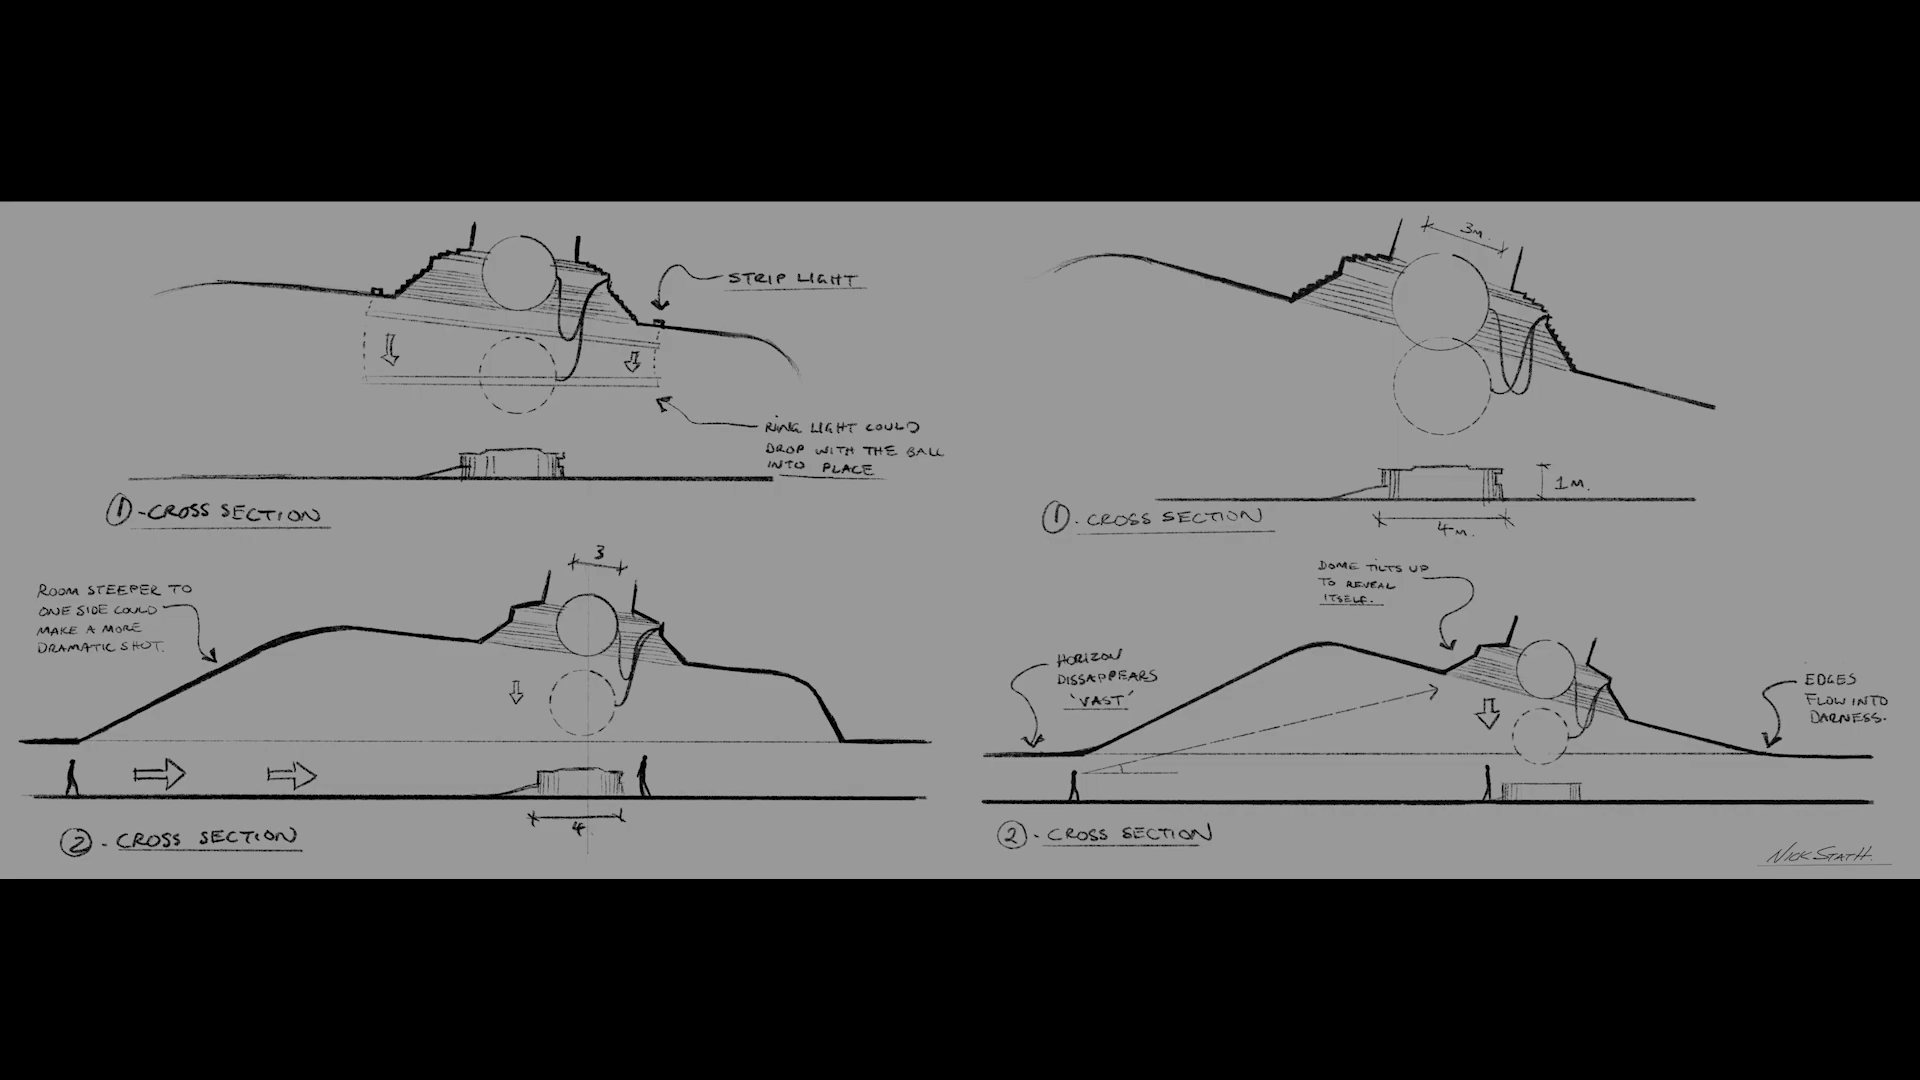 STRIP LIGHT
RING LIGHT COULD
DROP WITH THE BALL
INTO PLACE
① - CROSS SECTION
3M.
1M.
① - CROSS SECTION
4M.
3
ROOM STEEPER TO
ONE SIDE COULD
MAKE A MORE
DRAMATIC SHOT.
4
② - CROSS SECTION
DOME TILTS UP
TO REVEAL
ITSELF.
HORIZON
DISSAPPEARS
'VAST'
EDGES
FLOW INTO
DARNESS.
② - CROSS SECTION
NICK STATH.